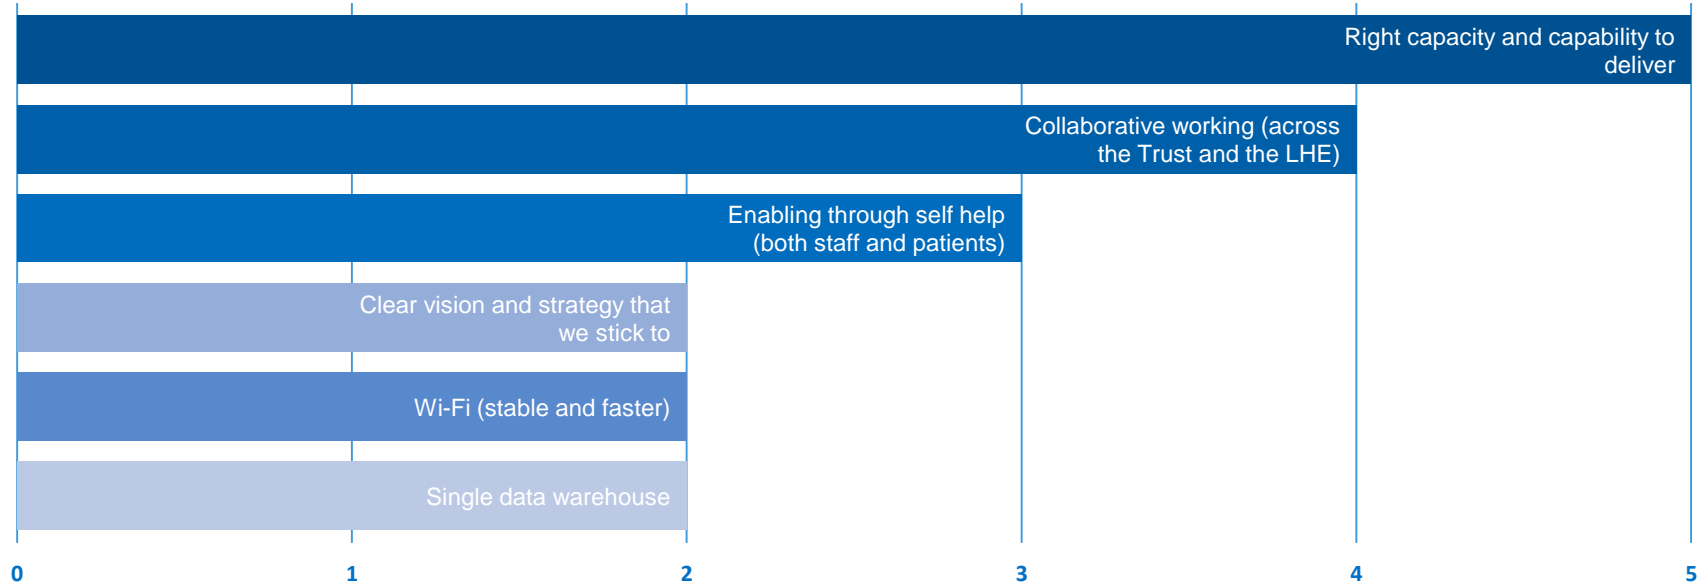 Right capacity and capability to
deliver
Collaborative working (across
the Trust and the LHE)
Enabling through self help
(both staff and patients)
Clear vision and strategy that
we stick to
Wi-Fi (stable and faster)
Single data warehouse
0 1 2 3 4 5